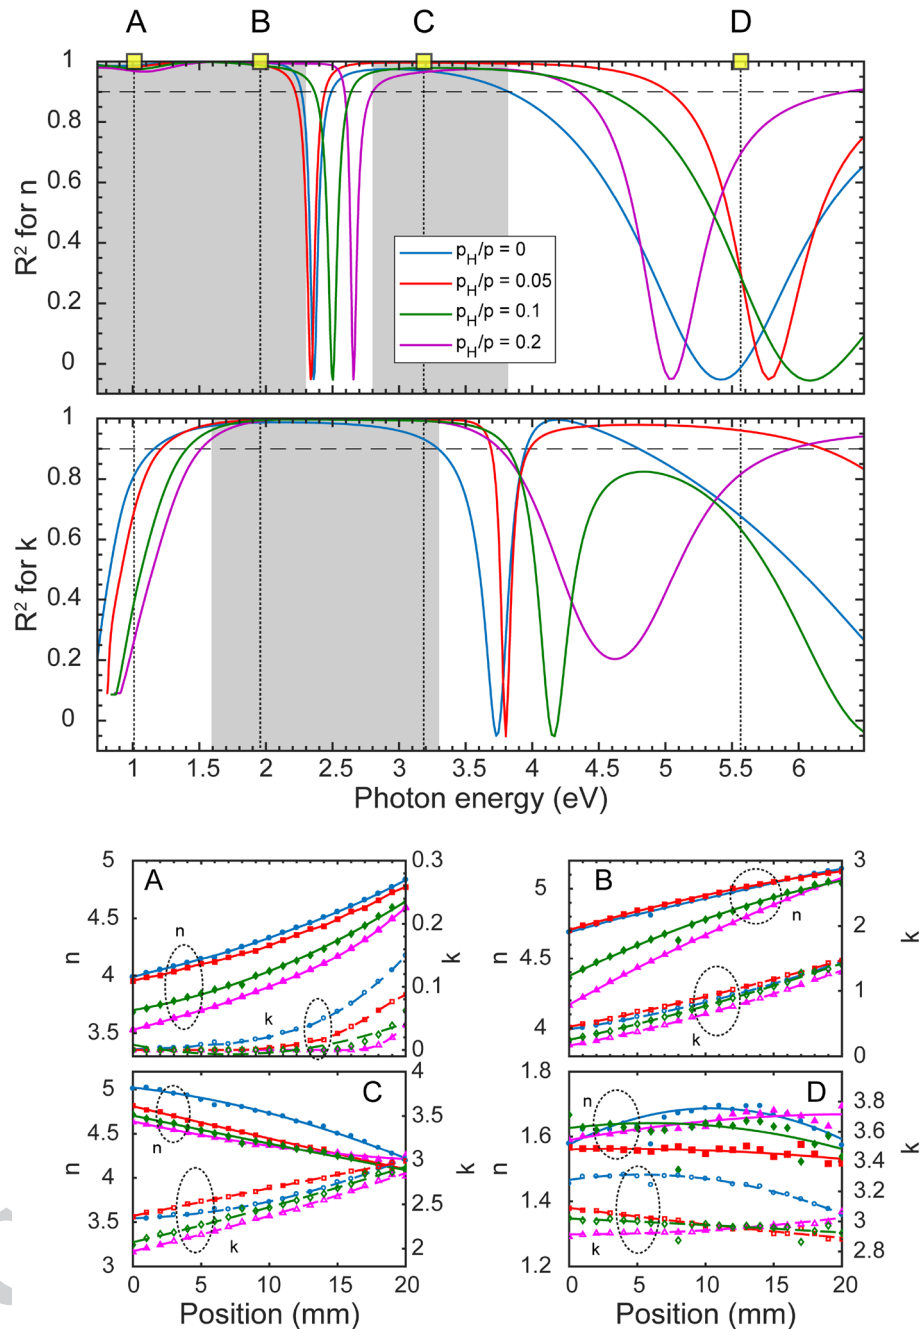 A B C D
1
0.8
0.6
0.4
0.2
0
R² for n
p_H/p = 0
p_H/p = 0.05
p_H/p = 0.1
p_H/p = 0.2
1
0.8
0.6
0.4
0.2
0
R² for k
1 1.5 2 2.5 3 3.5 4 4.5 5 5.5 6
Photon energy (eV)
A
5
4.5
4
3.5
n
n
k
0.3
0.2
0.1
0
k
B
5
4.5
4
n
n
k
3
2
1
0
k
C
5
4.5
4
3.5
3
n
n
k
4
3.5
3
2.5
2
k
0 5 10 15 20
Position (mm)
D
1.8
1.6
1.4
1.2
n
n
k
3.8
3.6
3.4
3.2
3
2.8
k
0 5 10 15 20
Position (mm)